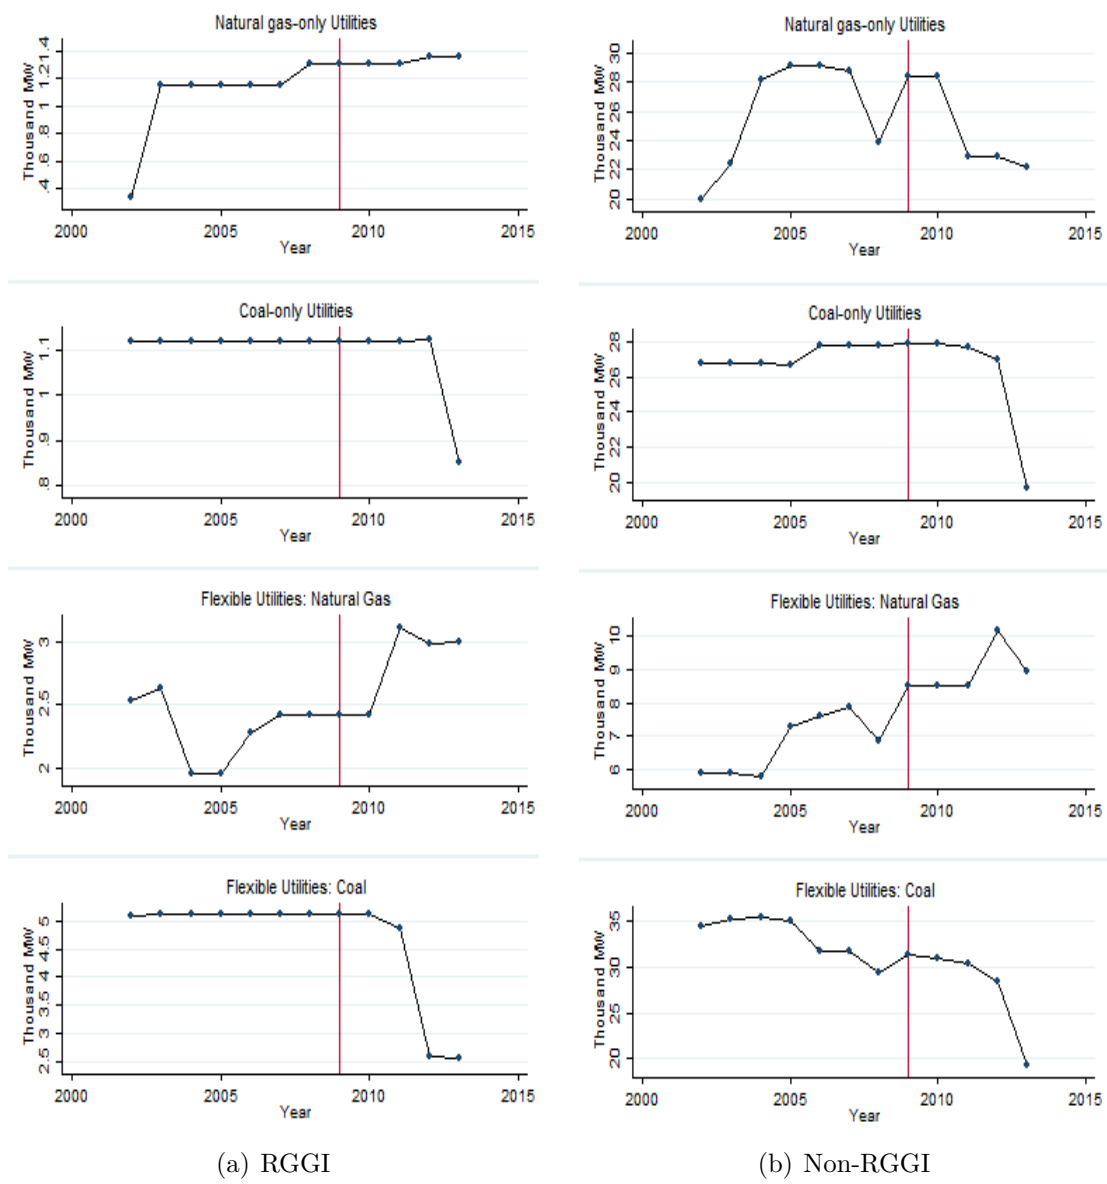 Natural gas-only Utilities
Thousand MW
1.4
1.2
1
.8
.6
.4
2000 2005 2010 2015
Year
Coal-only Utilities
Thousand MW
1.1
1
.9
.8
2000 2005 2010 2015
Year
Flexible Utilities: Natural Gas
Thousand MW
3
2.5
2
2000 2005 2010 2015
Year
Flexible Utilities: Coal
Thousand MW
5
4.5
4
3.5
3
2.5
2000 2005 2010 2015
Year
(a) RGGI
Natural gas-only Utilities
Thousand MW
30
28
26
24
22
20
2000 2005 2010 2015
Year
Coal-only Utilities
Thousand MW
28
26
24
22
20
2000 2005 2010 2015
Year
Flexible Utilities: Natural Gas
Thousand MW
10
9
8
7
6
2000 2005 2010 2015
Year
Flexible Utilities: Coal
Thousand MW
35
30
25
20
2000 2005 2010 2015
Year
(b) Non-RGGI